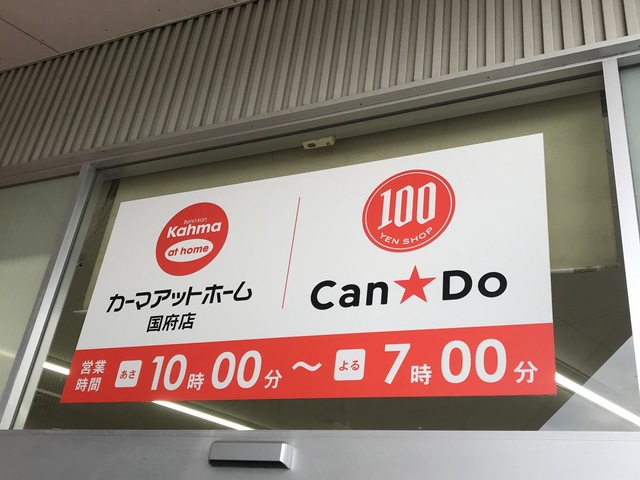 Benri-kan
Kahma
at home
カーマアットホーム
国府店
100
YEN SHOP
Can★Do
営業時間 あさ 10時00分 〜 よる 7時00分